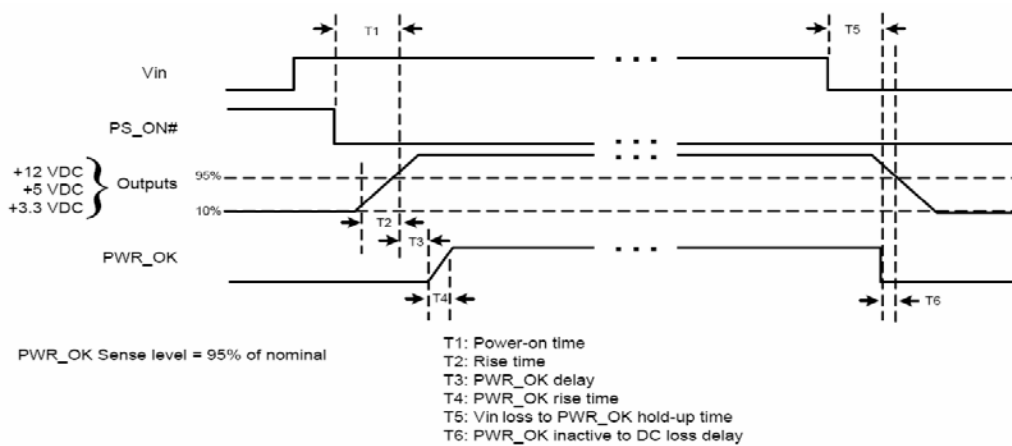 T1
T5
Vin
PS_ON#
+12 VDC
+5 VDC
+3.3 VDC
Outputs
95%
10%
T2
T3
PWR_OK
T4
T6
PWR_OK Sense level = 95% of nominal
T1: Power-on time
T2: Rise time
T3: PWR_OK delay
T4: PWR_OK rise time
T5: Vin loss to PWR_OK hold-up time
T6: PWR_OK inactive to DC loss delay